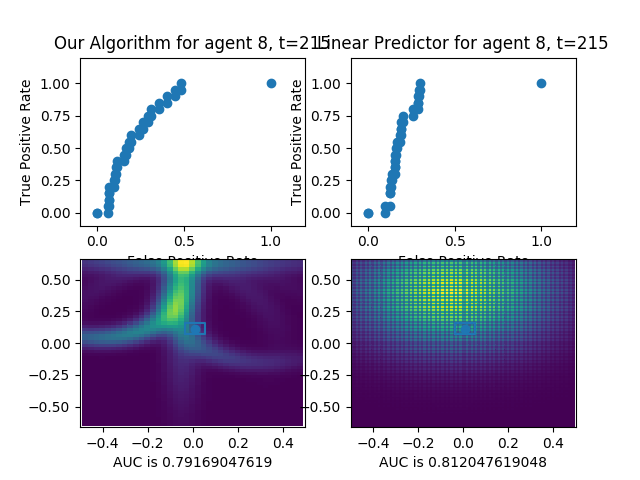 Our Algorithm for agent 8, t=215
Linear Predictor for agent 8, t=215
True Positive Rate
1.00
0.75
0.50
0.25
0.00
0.0 0.5 1.0
False Positive Rate
True Positive Rate
1.00
0.75
0.50
0.25
0.00
0.0 0.5 1.0
False Positive Rate
0.50
0.25
0.00
−0.25
−0.50
−0.4 −0.2 0.0 0.2 0.4
AUC is 0.79169047619
0.50
0.25
0.00
−0.25
−0.50
−0.4 −0.2 0.0 0.2 0.4
AUC is 0.812047619048